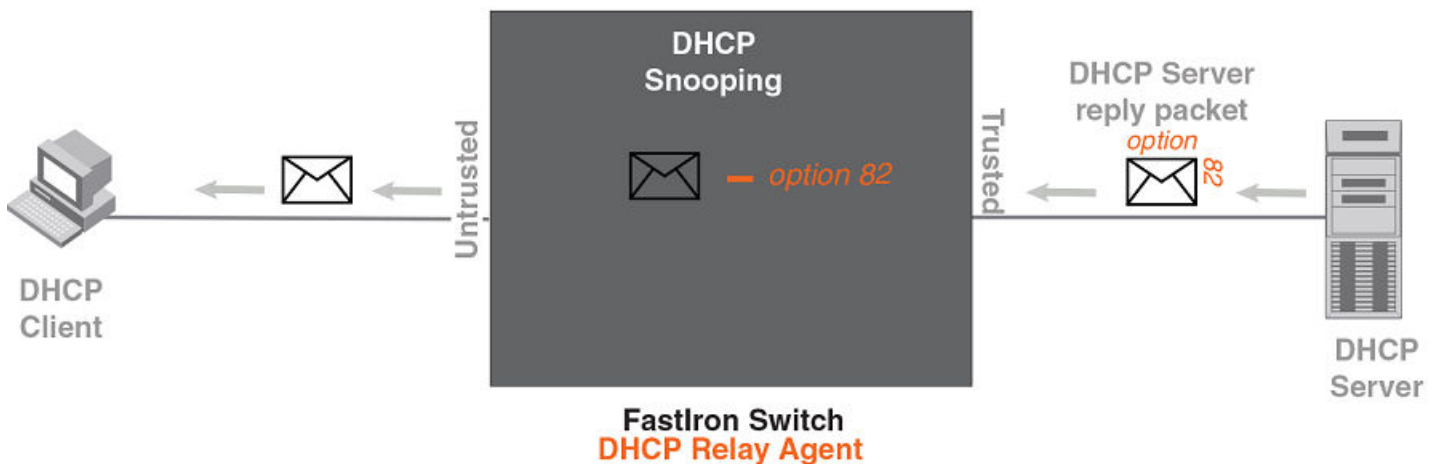 DHCP
Snooping
DHCP Server
reply packet
option
82
Untrusted
Trusted
option 82
DHCP
Client
DHCP
Server
FastIron Switch
DHCP Relay Agent